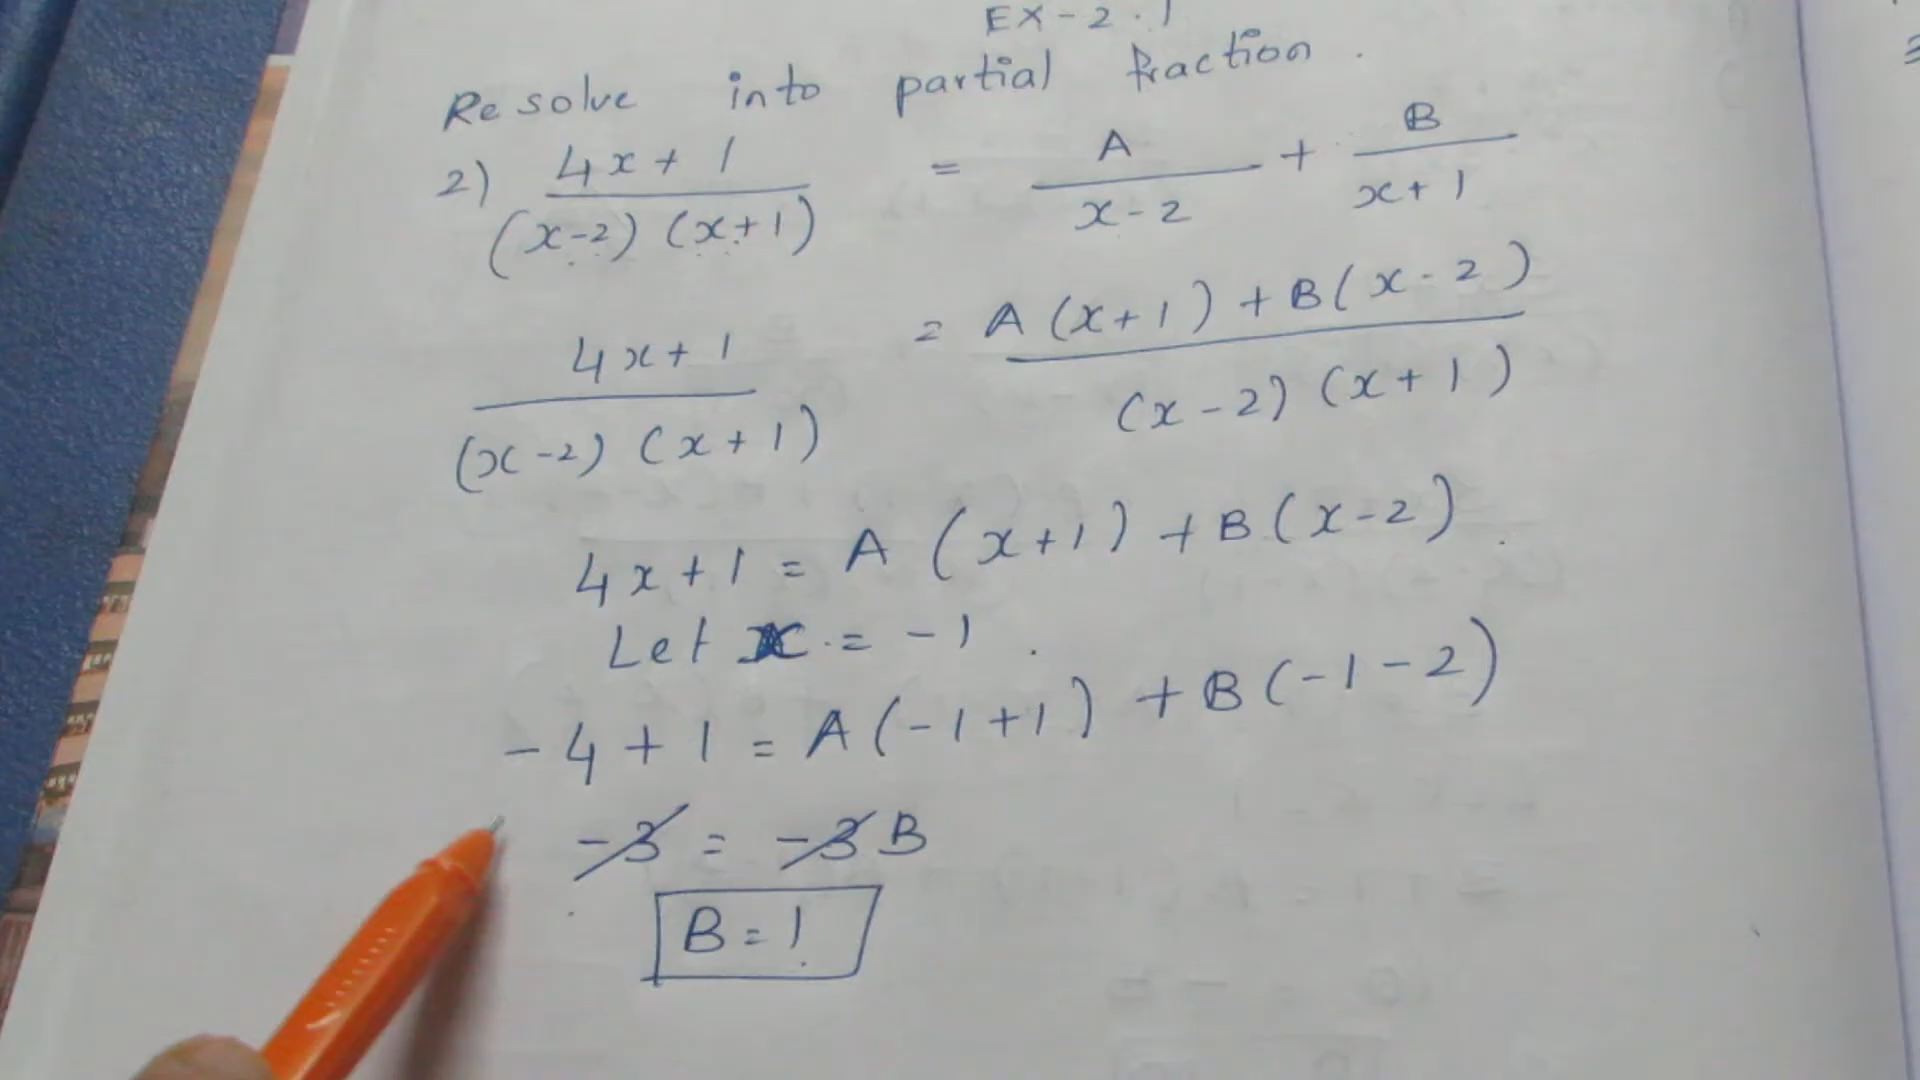 EX-2.1
Resolve into partial fraction.
2) 4x+1 / (x-2) (x+1) = A / x-2 + B / x+1
4x+1 / (x-2) (x+1) = A(x+1)+B(x-2) / (x-2) (x+1)
4x+1 = A (x+1) + B(x-2)
Let x = -1
-4+1 = A(-1+1) + B(-1-2)
-3 = -3B
B=1